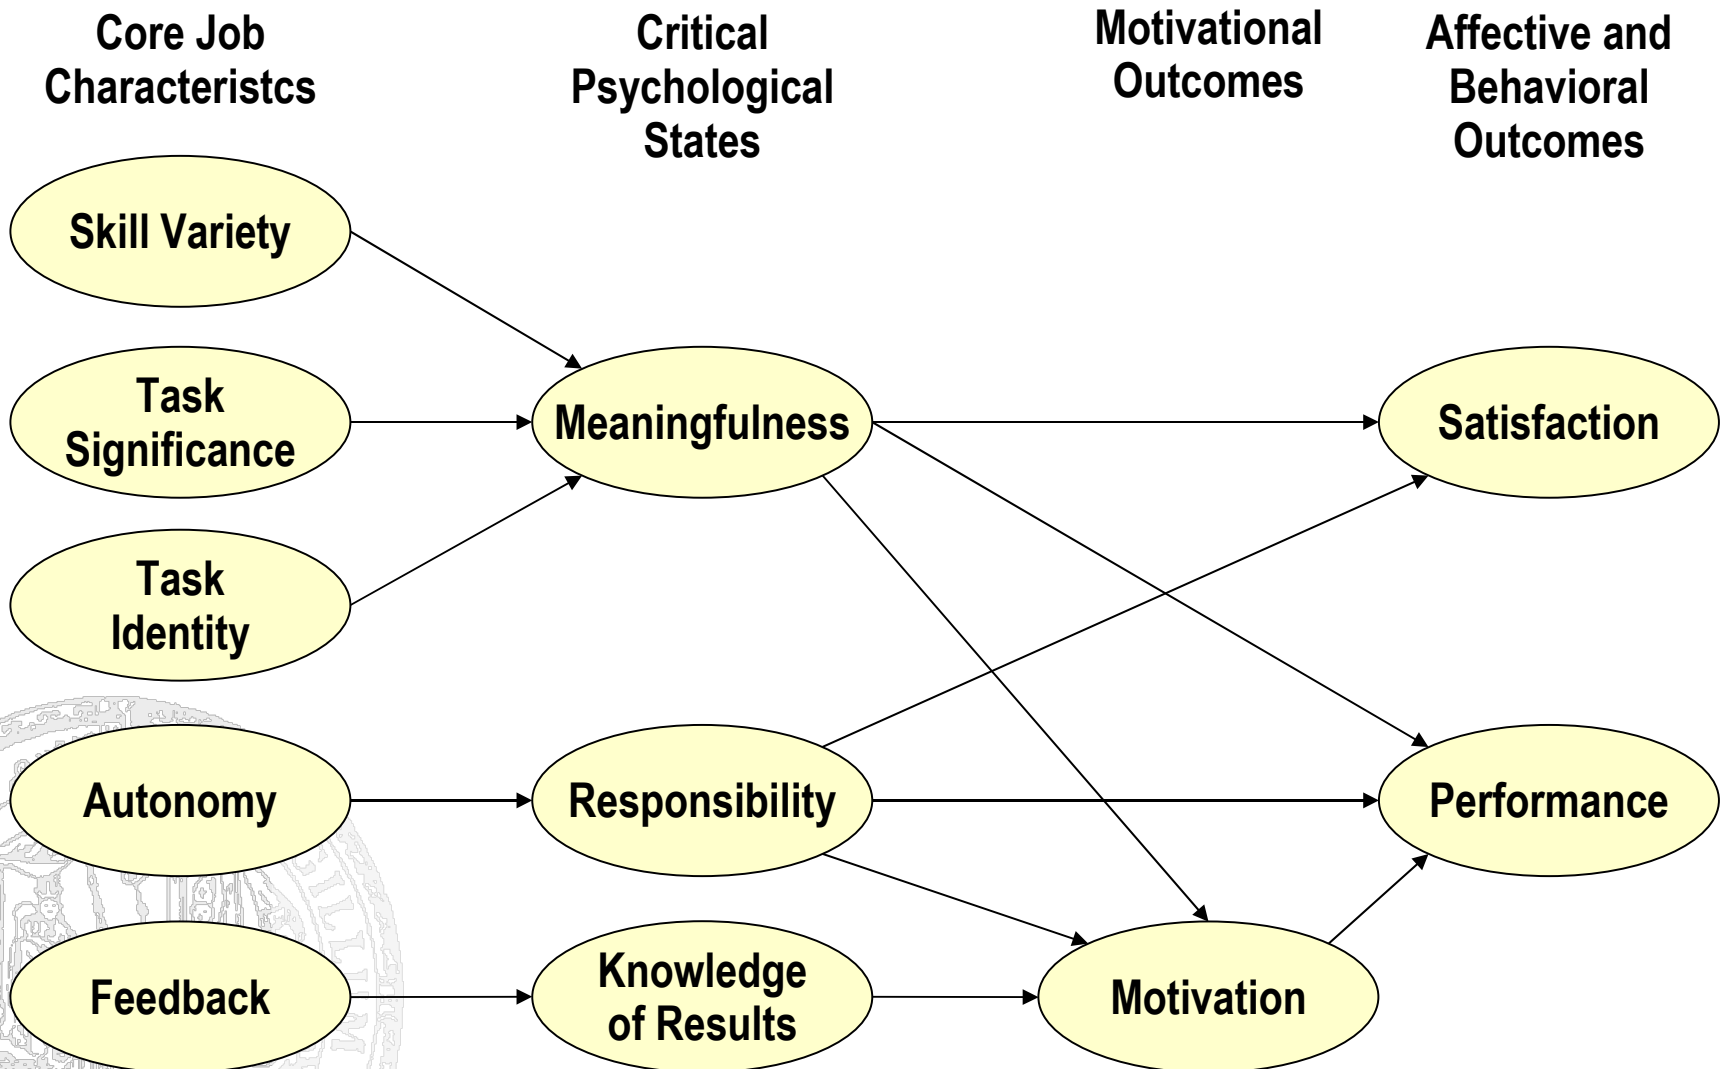 Core Job
Characteristcs
Critical
Psychological
States
Motivational
Outcomes
Affective and
Behavioral
Outcomes
Skill Variety
Task
Significance
Meaningfulness
Satisfaction
Task
Identity
Autonomy
Responsibility
Performance
Feedback
Knowledge
of Results
Motivation